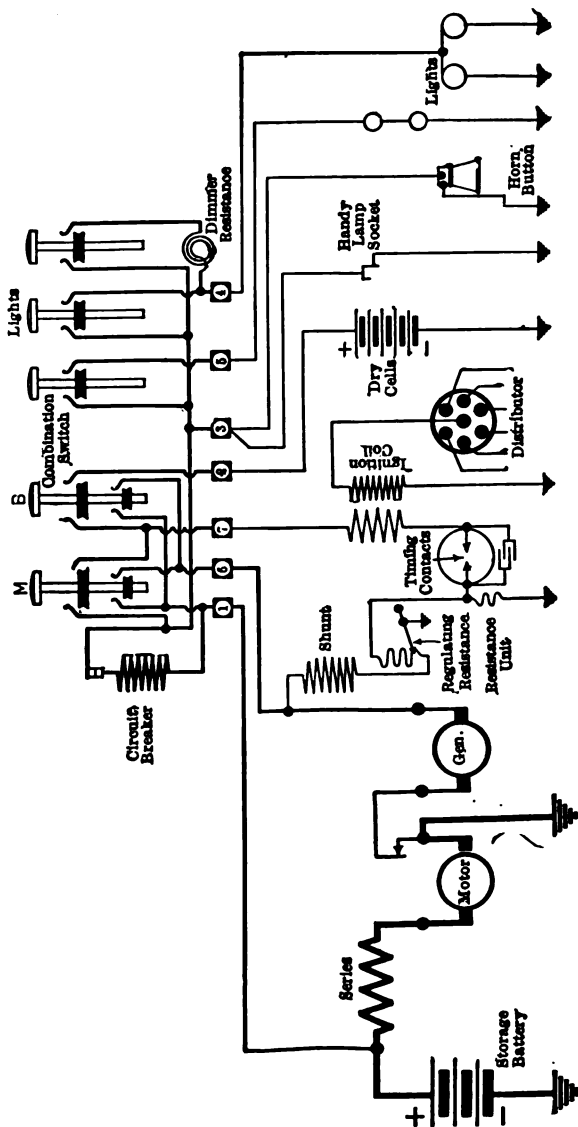 M
B
Lights
Combination
Switch
Circuit
Breaker
Dimmer
Resistance
1
6
7
2
3
5
4
Series
Shunt
Ignition
Coil
Timing
Contacts
Dry
Cells
+
-
Handy
Lamp
Socket
Lights
+
-
Storage
Battery
Motor
Gen.
Regulating
Resistance
Resistance
Unit
Distributor
Horn
Button